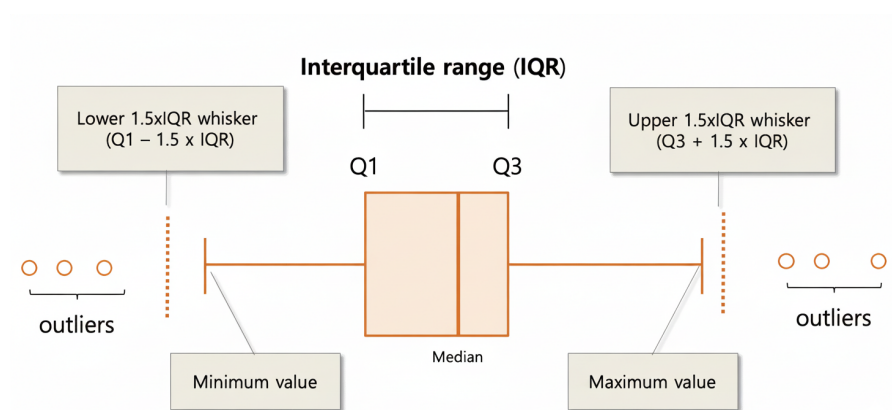 Interquartile range (IQR)
Lower 1.5xIQR whisker
(Q1 – 1.5 x IQR)
Upper 1.5xIQR whisker
(Q3 + 1.5 x IQR)
Q1
Q3
outliers
outliers
Median
Minimum value
Maximum value